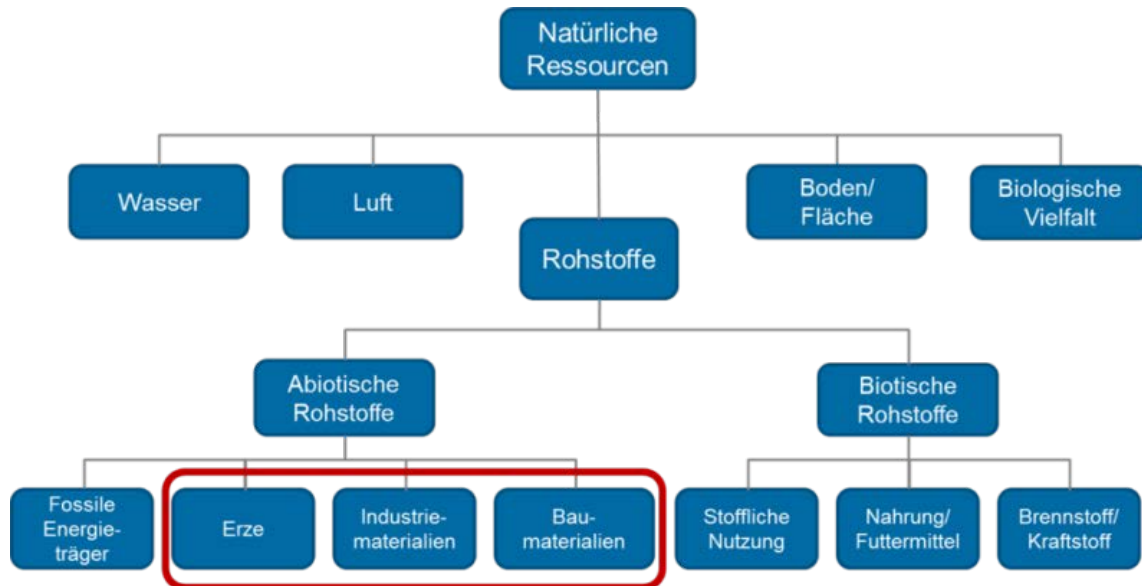 Natürliche
Ressourcen
Wasser
Luft
Boden/
Fläche
Biologische
Vielfalt
Rohstoffe
Abiotische
Rohstoffe
Biotische
Rohstoffe
Fossile
Energie-
träger
Erze
Industrie-
materialien
Bau-
materialien
Stoffliche
Nutzung
Nahrung/
Futtermittel
Brennstoff/
Kraftstoff